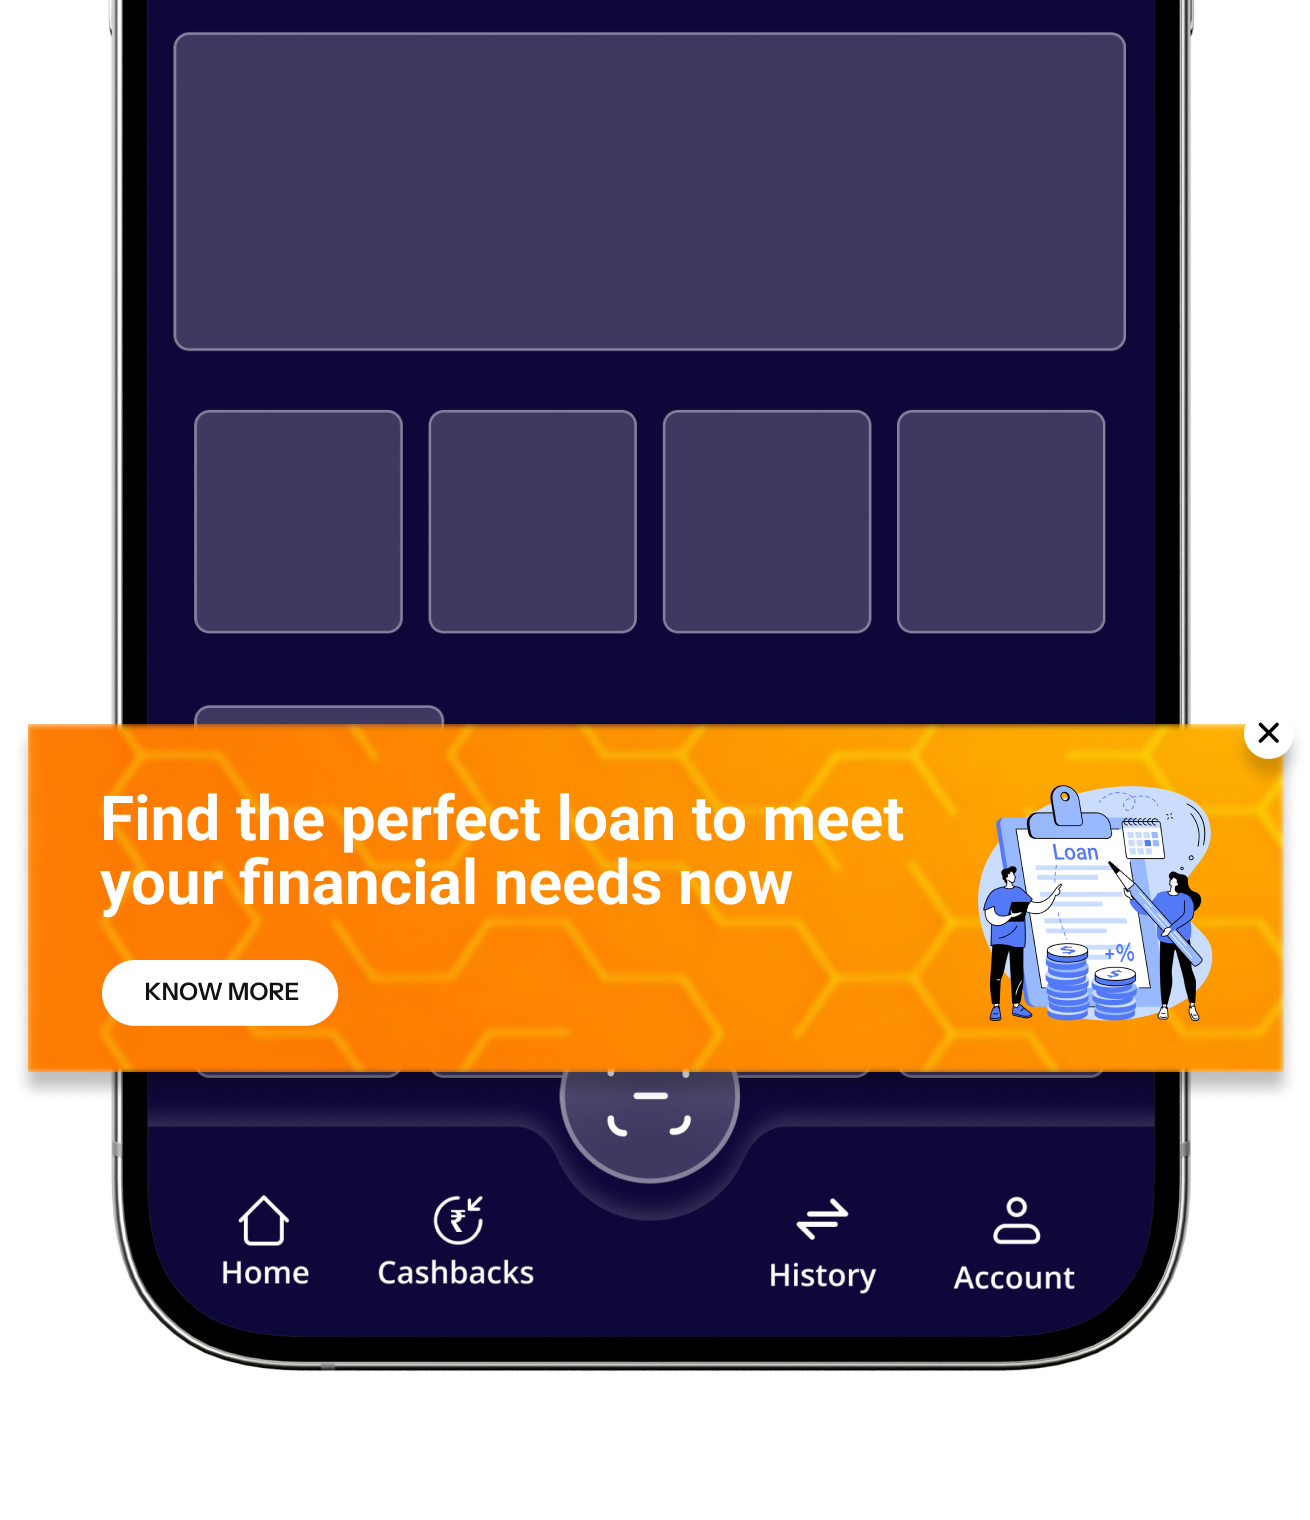 Find the perfect loan to meet
your financial needs now
KNOW MORE
Loan
+%
Home
Cashbacks
History
Account